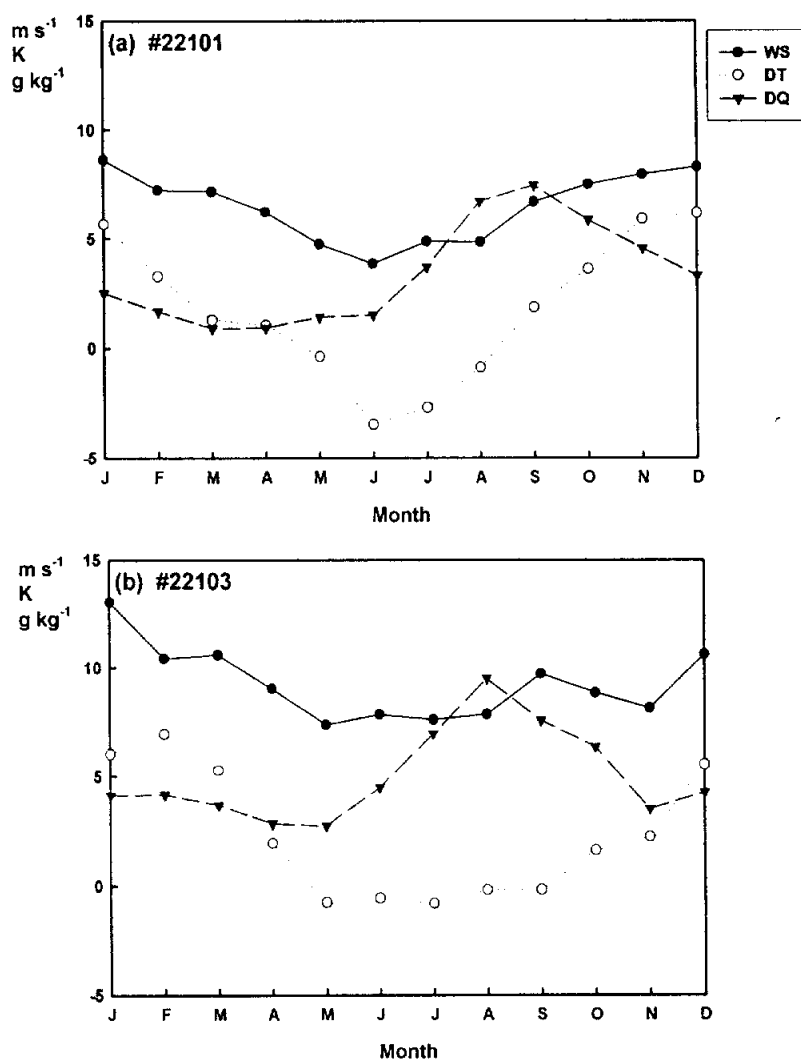 m s-1
K
g kg-1
15
10
5
0
-5
(a) #22101
WS
DT
DQ
J F M A M J J A S O N D
Month
m s-1
K
g kg-1
15
10
5
0
-5
(b) #22103
J F M A M J J A S O N D
Month